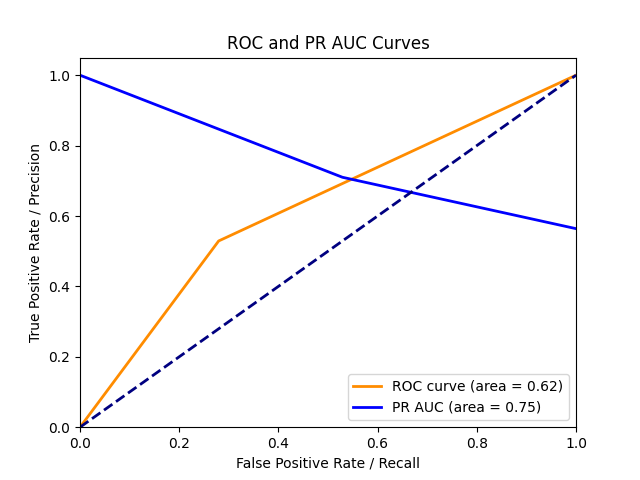 ROC and PR AUC Curves
True Positive Rate / Precision
1.0
0.8
0.6
0.4
0.2
0.0
0.0 0.2 0.4 0.6 0.8 1.0
False Positive Rate / Recall
ROC curve (area = 0.62)
PR AUC (area = 0.75)